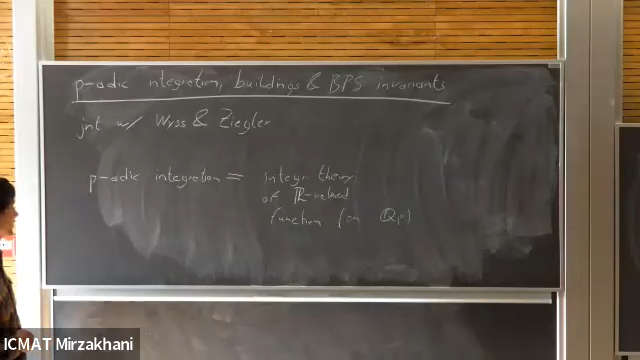 p-adic integration, buildings & BPS invariants
jnt w/ Wyss & Ziegler
p-adic integration = integr. theory
of ℝ-valued
function (on ℚp)
ICMAT Mirzakhani